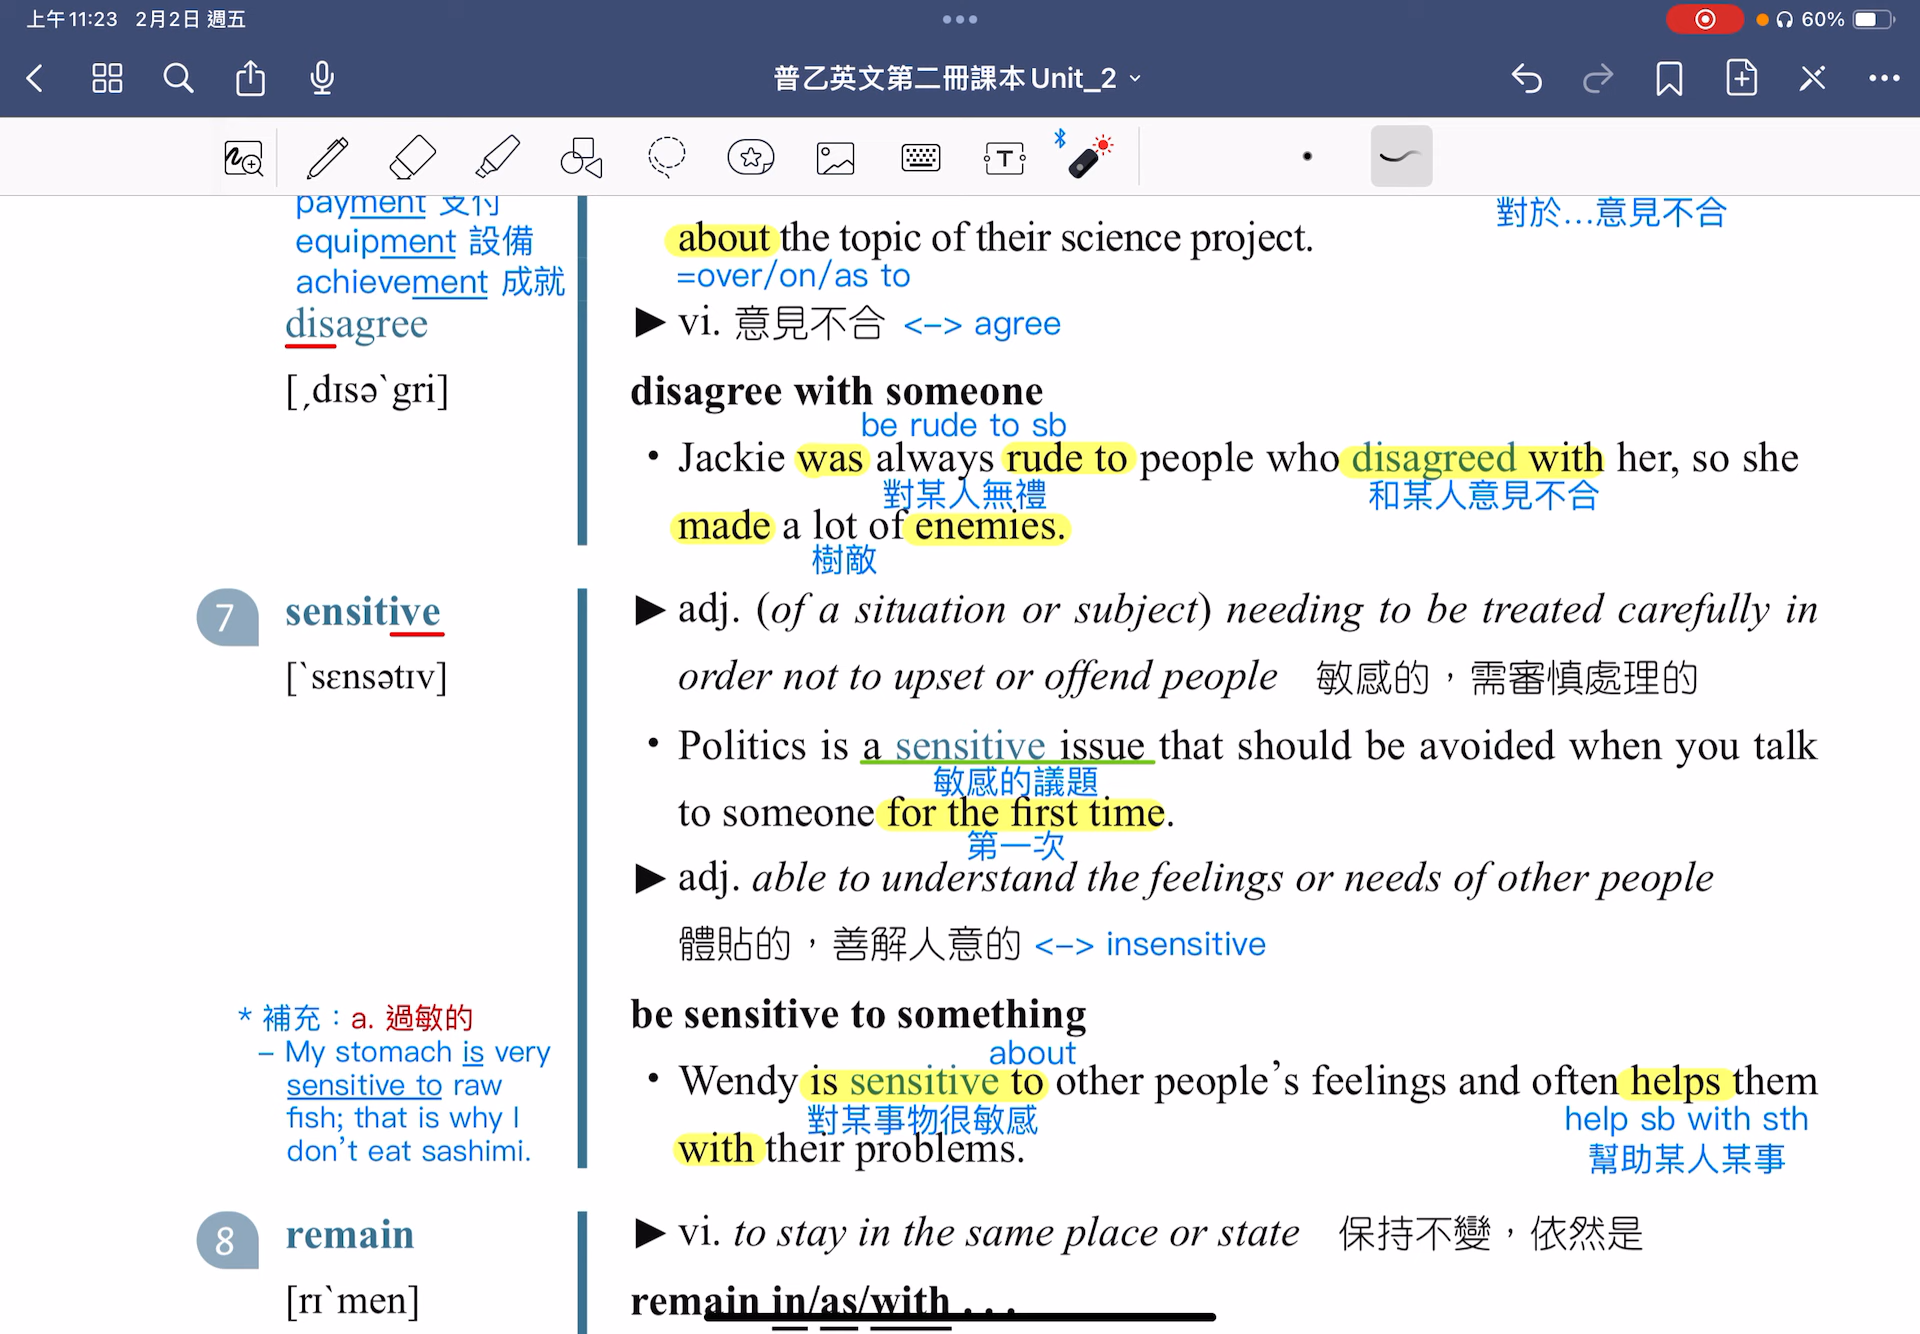 上午11:23 2月2日 週五
60%
普乙英文第二冊課本Unit_2
payment 支付
equipment 設備
achievement 成就
對於…意見不合
about the topic of their science project.
=over/on/as to
disagree
▶ vi. 意見不合 <-> agree
[ˏdɪsəˋgri]
disagree with someone
be rude to sb
• Jackie was always rude to people who disagreed with her, so she
對某人無禮 和某人意見不合
made a lot of enemies.
樹敵
7 sensitive
▶ adj. (of a situation or subject) needing to be treated carefully in
[ˋsɛnsətɪv]
order not to upset or offend people 敏感的，需審慎處理的
• Politics is a sensitive issue that should be avoided when you talk
敏感的議題
to someone for the first time.
第一次
▶ adj. able to understand the feelings or needs of other people
體貼的，善解人意的 <-> insensitive
* 補充：a. 過敏的
– My stomach is very
sensitive to raw
fish; that is why I
don't eat sashimi.
be sensitive to something
about
• Wendy is sensitive to other people's feelings and often helps them
對某事物很敏感 help sb with sth
with their problems.
幫助某人某事
8 remain
▶ vi. to stay in the same place or state 保持不變，依然是
[rɪˋmen]
remain in/as/with . . .